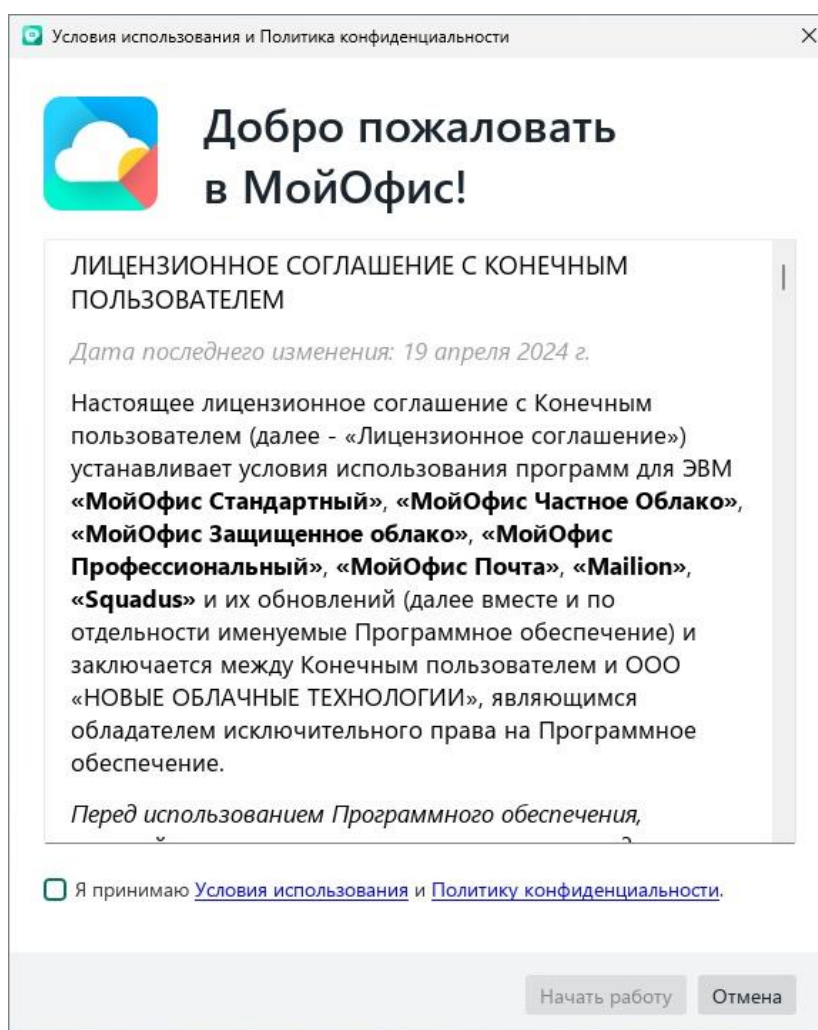 Условия использования и Политика конфиденциальности
Добро пожаловать
в МойОфис!
ЛИЦЕНЗИОННОЕ СОГЛАШЕНИЕ С КОНЕЧНЫМ
ПОЛЬЗОВАТЕЛЕМ
Дата последнего изменения: 19 апреля 2024 г.
Настоящее лицензионное соглашение с Конечным
пользователем (далее - «Лицензионное соглашение»)
устанавливает условия использования программ для ЭВМ
«МойОфис Стандартный», «МойОфис Частное Облако»,
«МойОфис Защищенное облако», «МойОфис
Профессиональный», «МойОфис Почта», «Mailion»,
«Squadus» и их обновлений (далее вместе и по
отдельности именуемые Программное обеспечение) и
заключается между Конечным пользователем и ООО
«НОВЫЕ ОБЛАЧНЫЕ ТЕХНОЛОГИИ», являющимся
обладателем исключительного права на Программное
обеспечение.
Перед использованием Программного обеспечения,
Я принимаю Условия использования и Политику конфиденциальности.
Начать работу Отмена